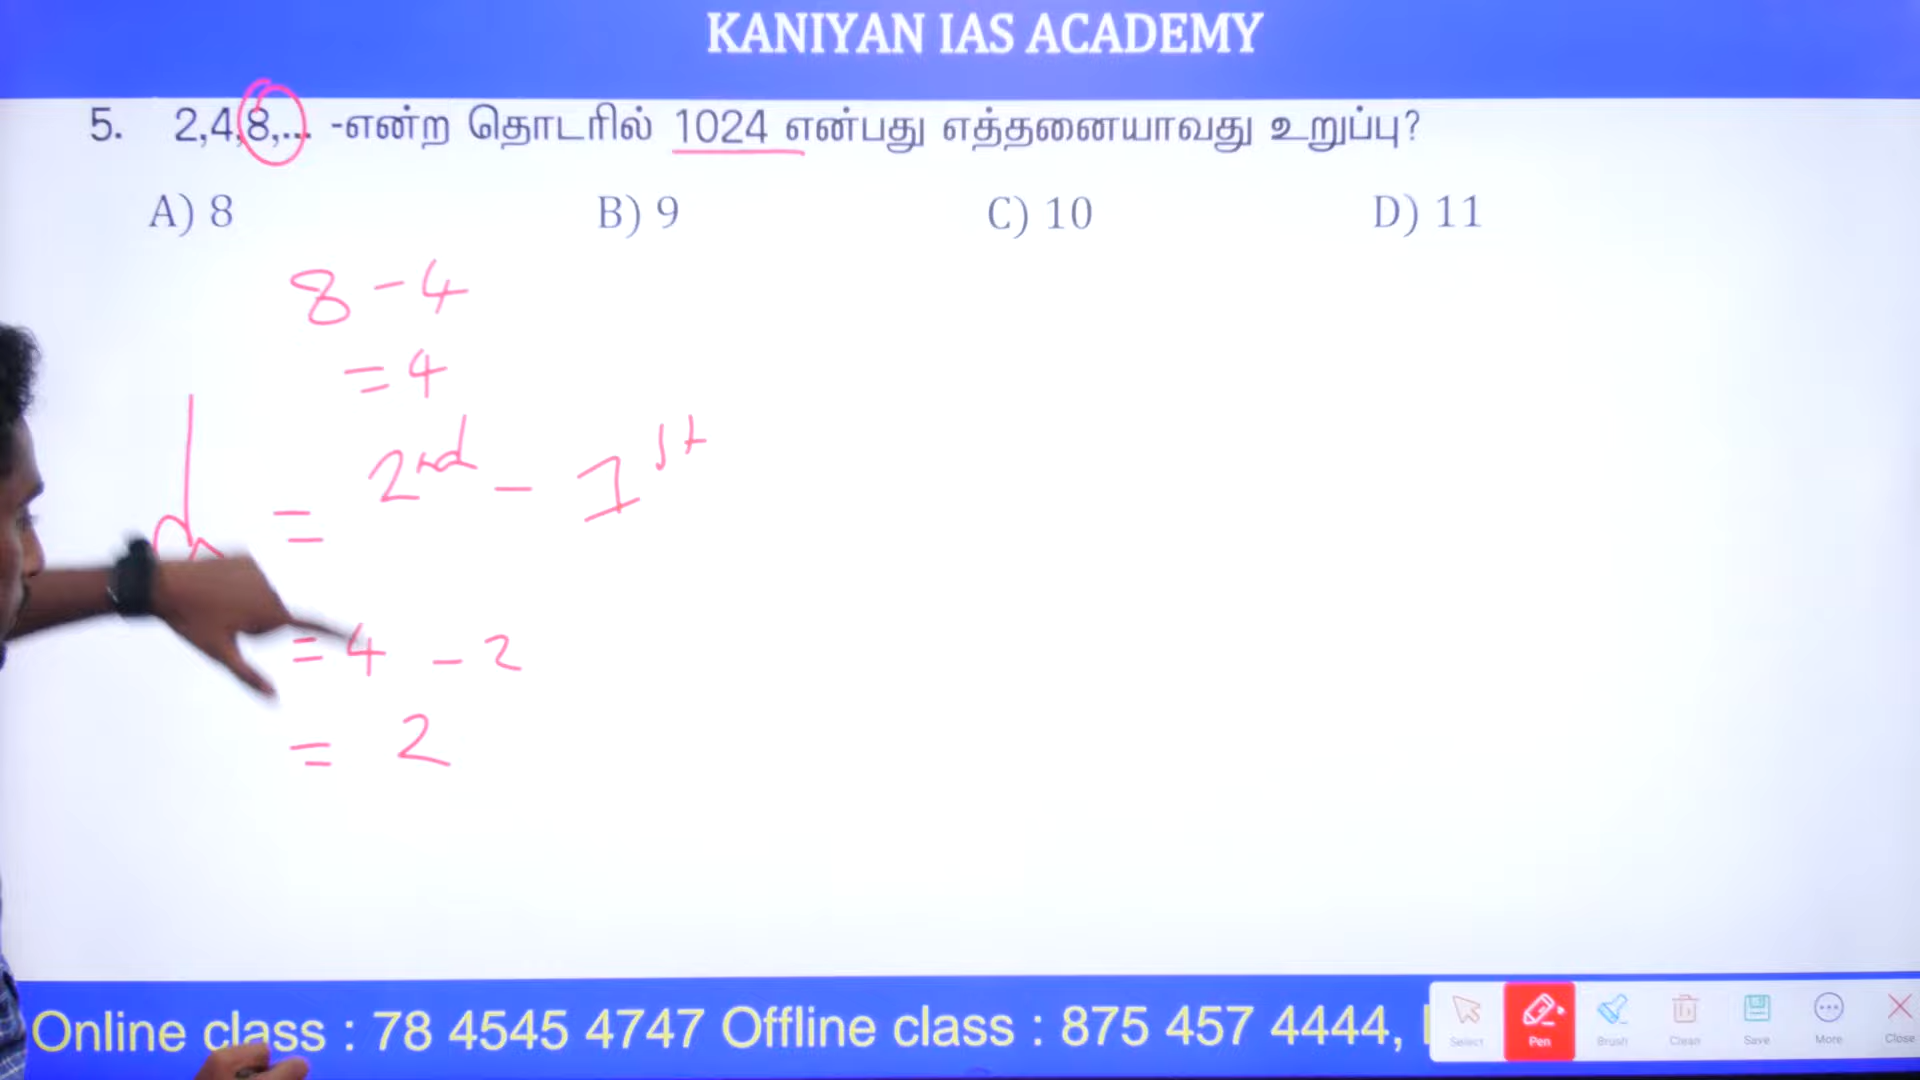 KANIYAN IAS ACADEMY
5. 2,4,8,... -என்ற தொடரில் 1024 என்பது எத்தனையாவது உறுப்பு?
A) 8 B) 9 C) 10 D) 11
8 - 4
= 4
d = 2nd - 1st
= 4 - 2
= 2
Online class : 78 4545 4747 Offline class : 875 457 4444,
Select Pen Brush Clean Save More Close